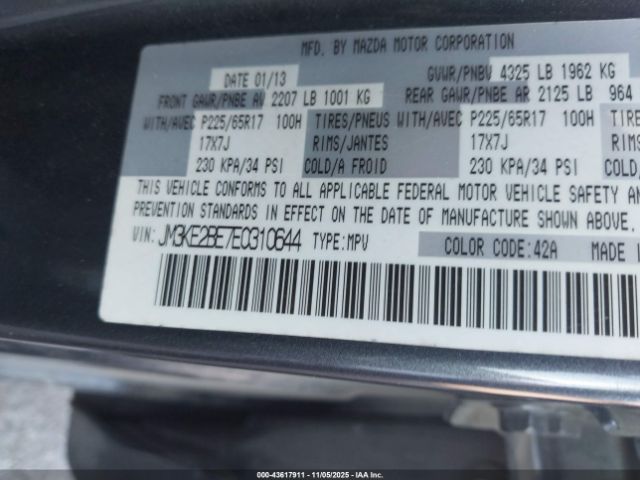 MFD. BY MAZDA MOTOR CORPORATION
DATE 01/13 GVWR/PNBV 4325 LB 1962 KG
FRONT GAWR/PNBE AV 2207 LB 1001 KG REAR GAWR/PNBE AR 2125 LB 964
WITH/AVEC P225/65R17 100H TIRES/PNEUS WITH/AVEC P225/65R17 100H TIRE
17X7J RIMS/JANTES 17X7J RIMS
230 KPA/34 PSI COLD/A FROID 230 KPA/34 PSI COLD/
THIS VEHICLE CONFORMS TO ALL APPLICABLE FEDERAL MOTOR VEHICLE SAFETY AN
PREVENTION STANDARDS IN EFFECT ON THE DATE OF MANUFACTURE SHOWN ABOVE.
VIN: JM3KE2BE7E0310644 TYPE:MPV COLOR CODE:42A MADE I
000-43617911 - 11/05/2025 - IAA Inc.